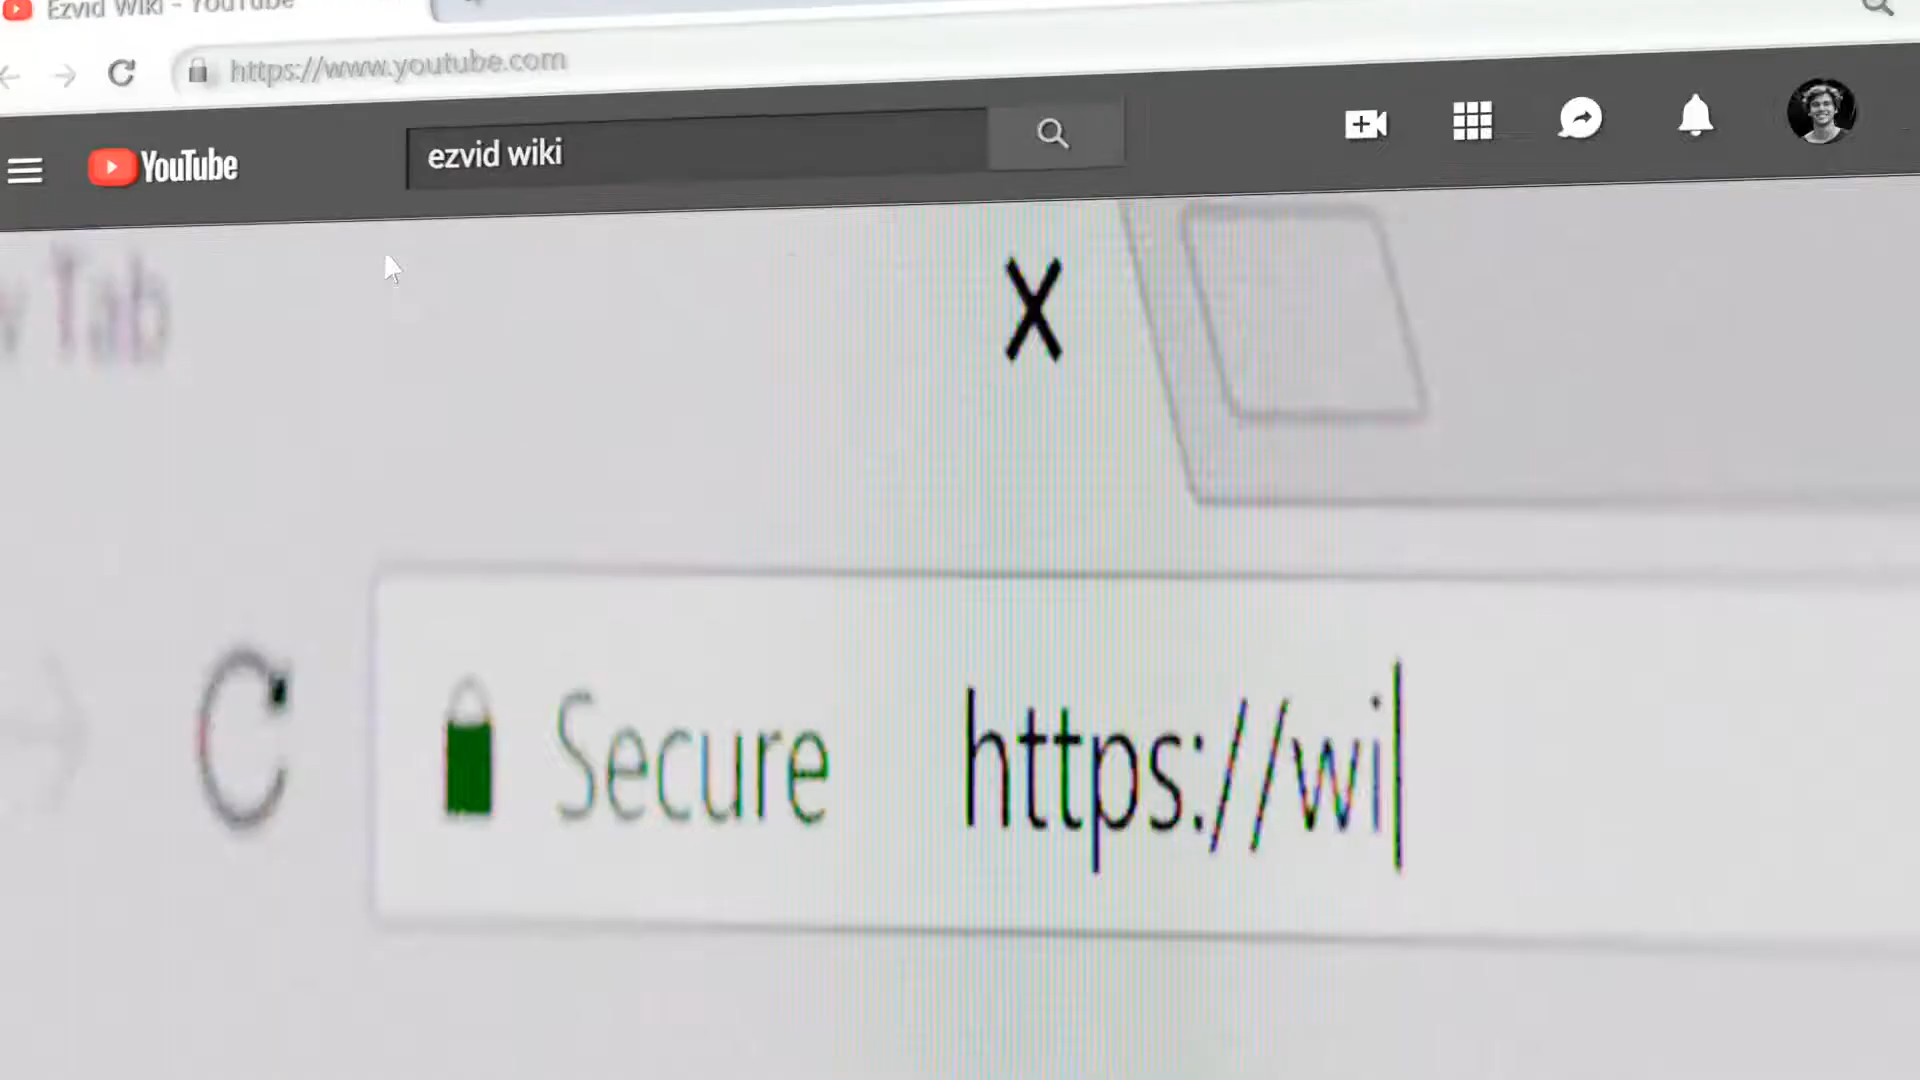 Ezvid Wiki - YouTube
https://www.youtube.com
YouTube
ezvid wiki
Tab
X
Secure https://wi